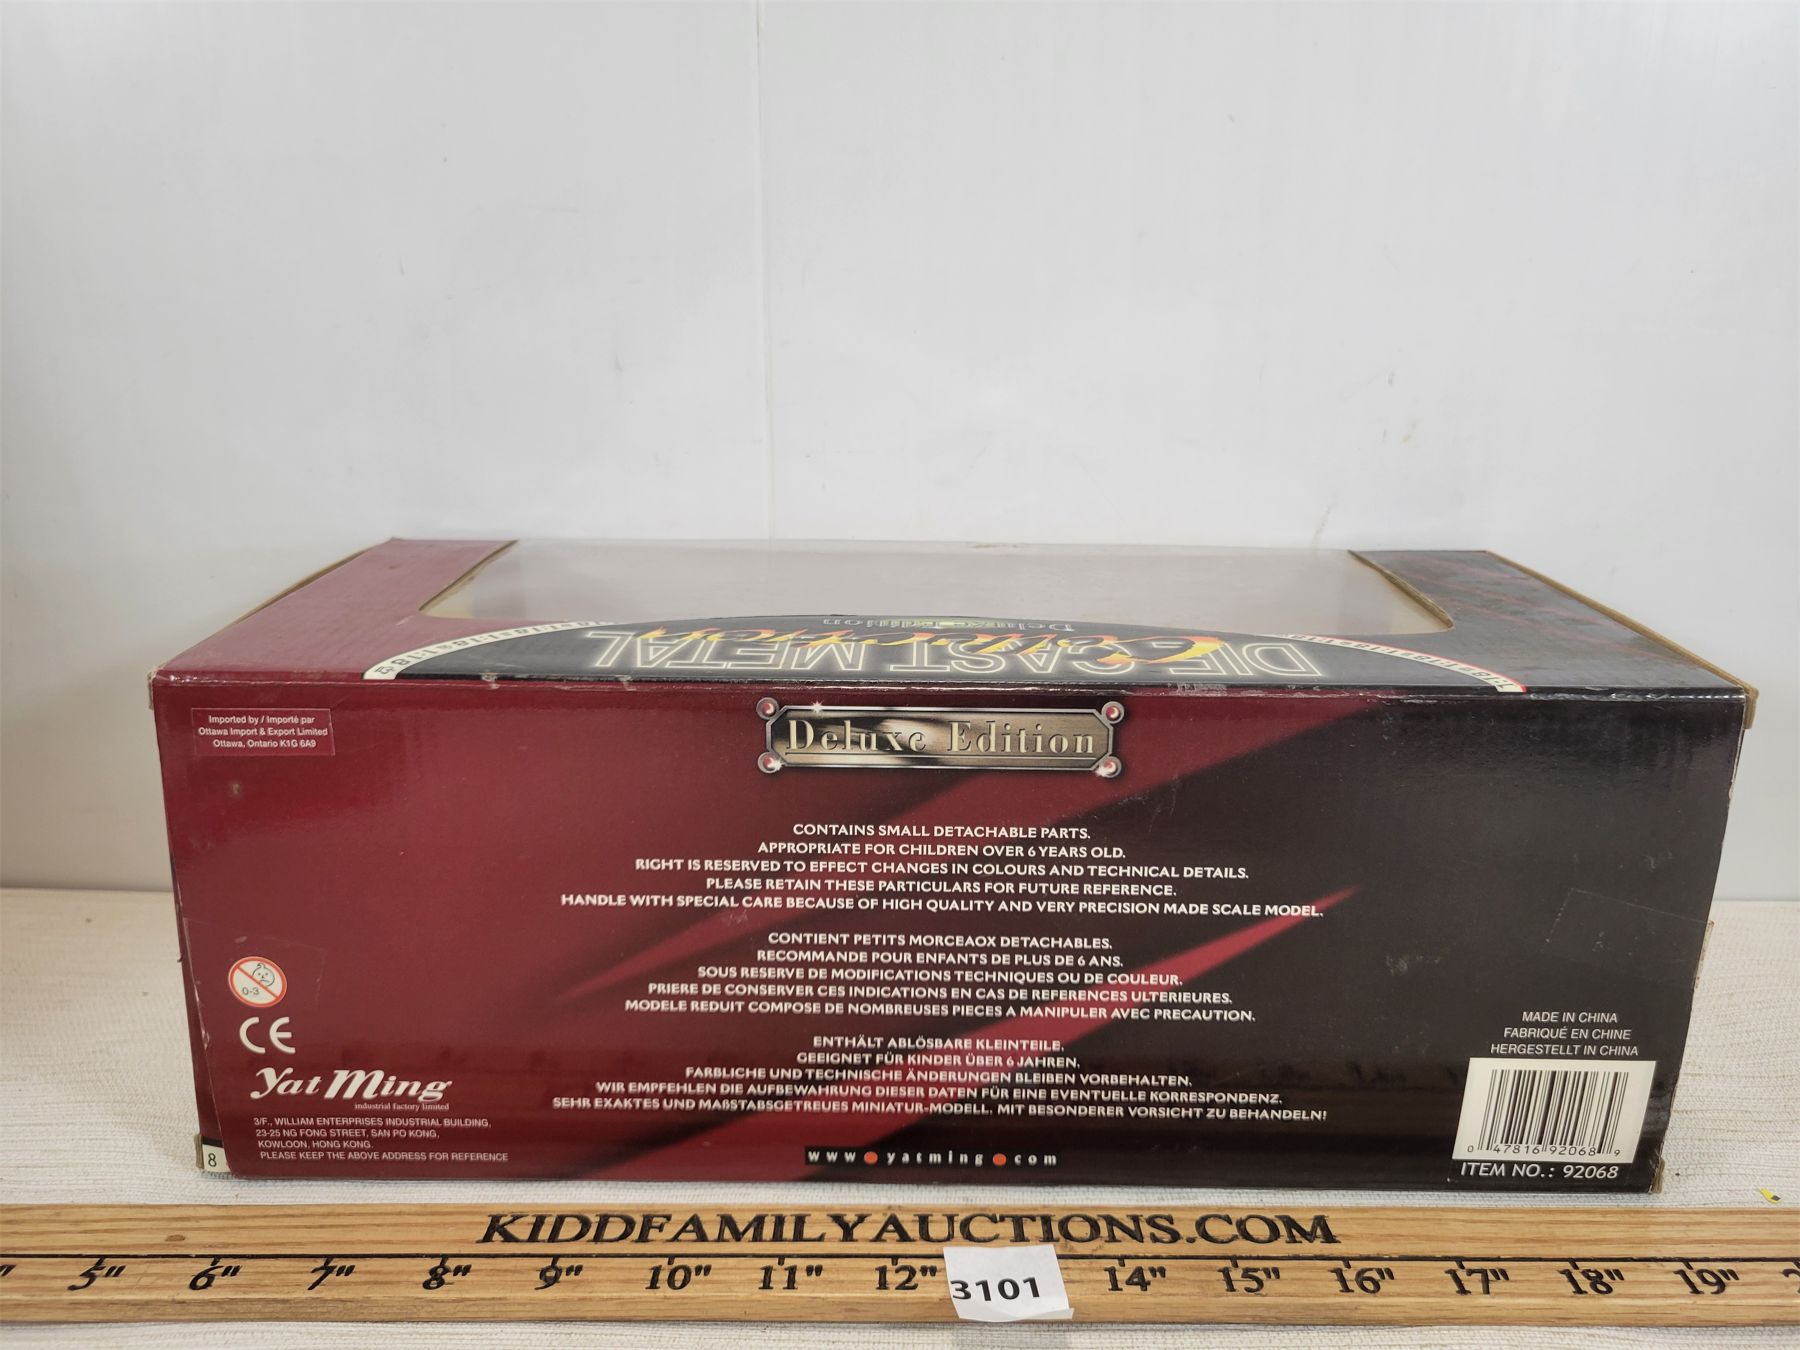 1:18
Deluxe Edition
Collection
DIE CAST METAL
Deluxe Edition
Imported by / Importé par
Ottawa Import & Export Limited
Ottawa, Ontario K1G 6A9
CONTAINS SMALL DETACHABLE PARTS.
APPROPRIATE FOR CHILDREN OVER 6 YEARS OLD.
RIGHT IS RESERVED TO EFFECT CHANGES IN COLOURS AND TECHNICAL DETAILS.
PLEASE RETAIN THESE PARTICULARS FOR FUTURE REFERENCE.
HANDLE WITH SPECIAL CARE BECAUSE OF HIGH QUALITY AND VERY PRECISION MADE SCALE MODEL.
CONTIENT PETITS MORCEAOX DETACHABLES.
RECOMMANDE POUR ENFANTS DE PLUS DE 6 ANS.
SOUS RESERVE DE MODIFICATIONS TECHNIQUES OU DE COULEUR.
PRIERE DE CONSERVER CES INDICATIONS EN CAS DE REFERENCES ULTERIEURES.
MODELE REDUIT COMPOSE DE NOMBREUSES PIECES A MANIPULER AVEC PRECAUTION.
ENTHÄLT ABLÖSBARE KLEINTEILE.
GEEIGNET FÜR KINDER ÜBER 6 JAHREN.
FARBLICHE UND TECHNISCHE ÄNDERUNGEN BLEIBEN VORBEHALTEN.
WIR EMPFEHLEN DIE AUFBEWAHRUNG DIESER DATEN FÜR EINE EVENTUELLE KORRESPONDENZ.
SEHR EXAKTES UND MAßSTABSGETREUES MINIATUR-MODELL. MIT BESONDERER VORSICHT ZU BEHANDELN!
www.yatming.com
0-3
CE
Yat Ming
industrial factory limited
3/F., WILLIAM ENTERPRISES INDUSTRIAL BUILDING,
23-25 NG FONG STREET, SAN PO KONG,
KOWLOON, HONG KONG.
PLEASE KEEP THE ABOVE ADDRESS FOR REFERENCE
8
MADE IN CHINA
FABRIQUÉ EN CHINE
HERGESTELLT IN CHINA
0 47816 92068 9
ITEM NO.: 92068
KIDDFAMILYAUCTIONS.COM
5" 6" 7" 8" 9" 10" 11" 12" 14" 15" 16" 17" 18" 19"
3101